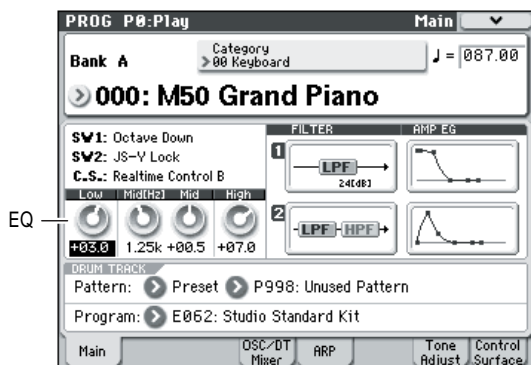 PROG P0:Play Main
Bank A
Category
00 Keyboard
♩ = 087.00
000: M50 Grand Piano
SW1: Octave Down
SW2: JS-Y Lock
C.S.: Realtime Control B
Low Mid[Hz] Mid High
EQ
+03.0 1.25k +00.5 +07.0
FILTER
AMP EG
1
LPF
24[dB]
2
LPF HPF
DRUM TRACK
Pattern: Preset P998: Unused Pattern
Program: E062: Studio Standard Kit
Main
OSC/DT
Mixer
ARP
Tone
Adjust
Control
Surface